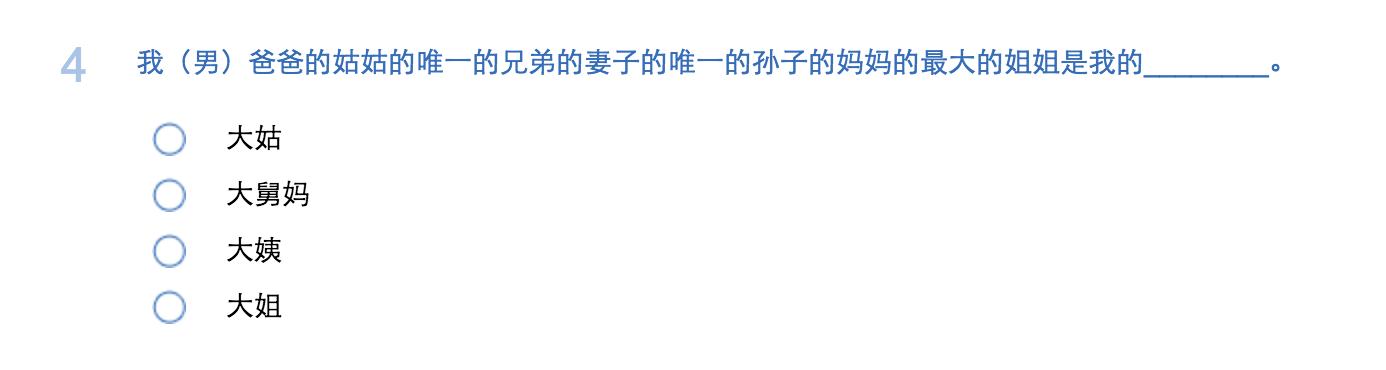 4 我（男）爸爸的姑姑的唯一的兄弟的妻子的唯一的孙子的妈妈的最大的姐姐是我的________。
大姑
大舅妈
大姨
大姐